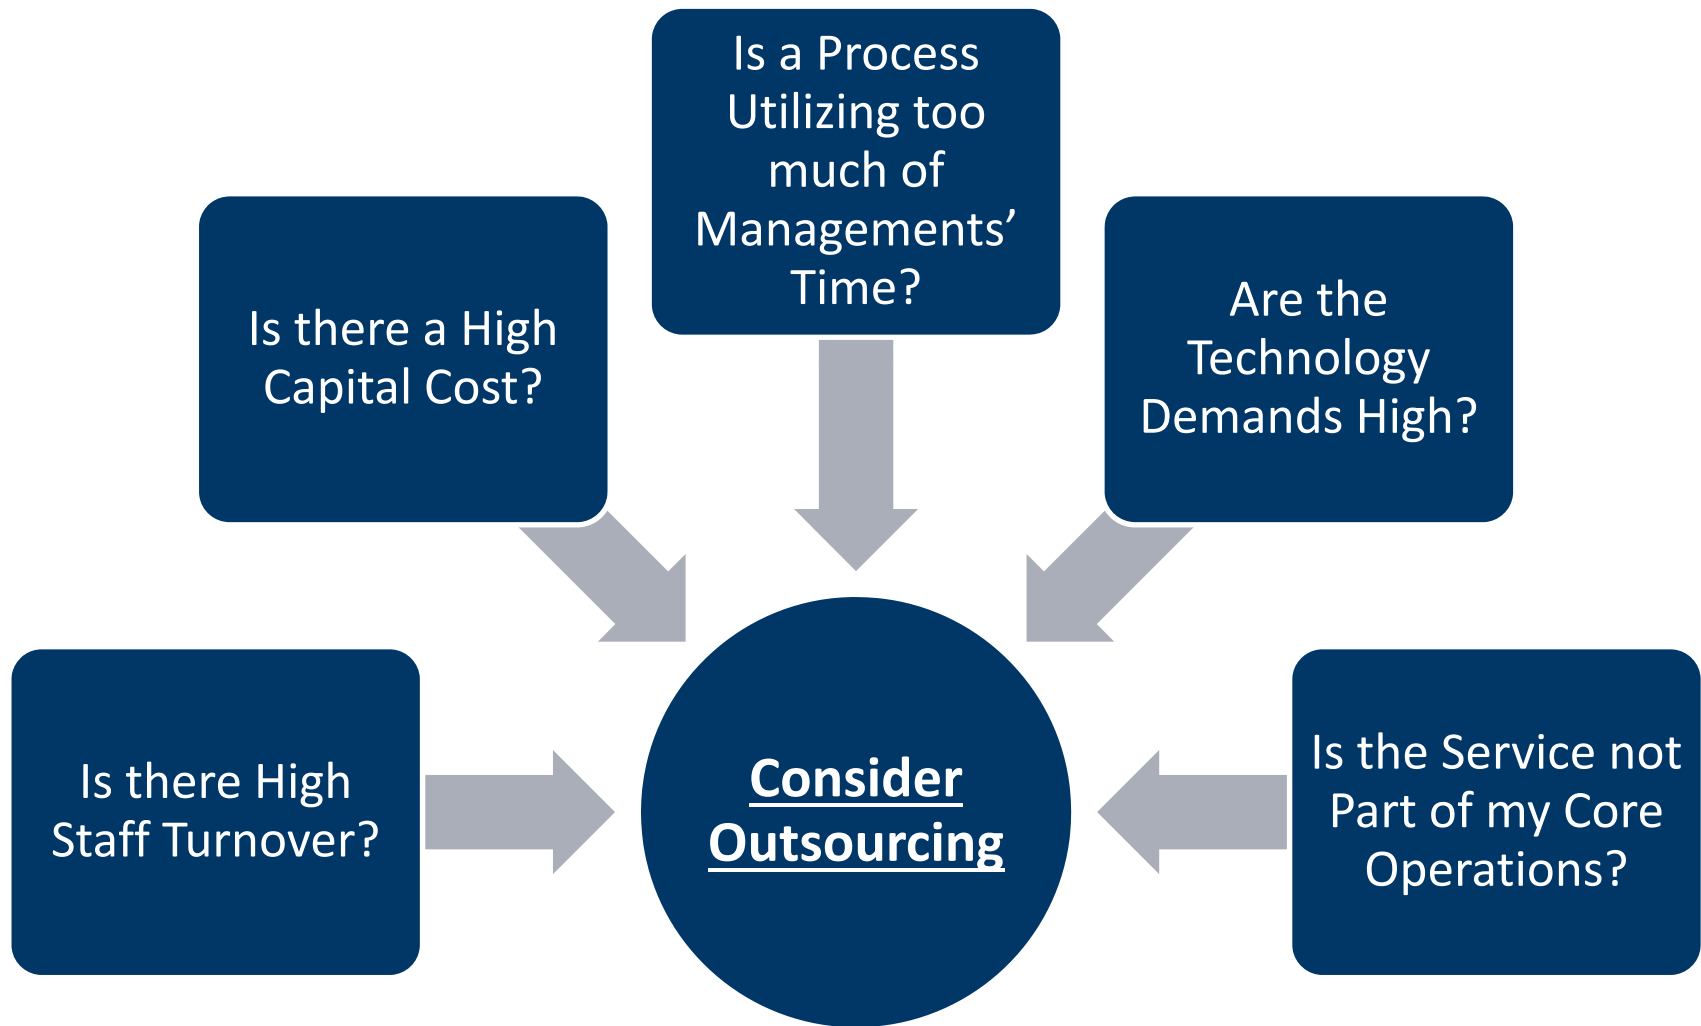 Is a Process
Utilizing too
much of
Managements’
Time?
Is there a High
Capital Cost?
Are the
Technology
Demands High?
Is there High
Staff Turnover?
Consider
Outsourcing
Is the Service not
Part of my Core
Operations?